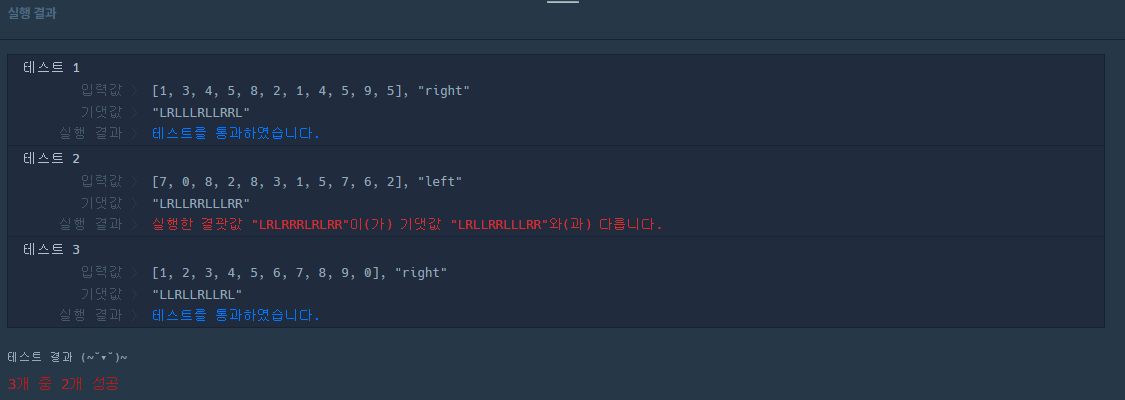 실행 결과
테스트 1
입력값 〉 [1, 3, 4, 5, 8, 2, 1, 4, 5, 9, 5], "right"
기댓값 〉 "LRLLLRLLRRL"
실행 결과 〉 테스트를 통과하였습니다.
테스트 2
입력값 〉 [7, 0, 8, 2, 8, 3, 1, 5, 7, 6, 2], "left"
기댓값 〉 "LRLLRRLLLRR"
실행 결과 〉 실행한 결괏값 "LRLRRRLRLRR"이(가) 기댓값 "LRLLRRLLLRR"와(과) 다릅니다.
테스트 3
입력값 〉 [1, 2, 3, 4, 5, 6, 7, 8, 9, 0], "right"
기댓값 〉 "LLRLLRLLRL"
실행 결과 〉 테스트를 통과하였습니다.
테스트 결과 (~˘▾˘)~
3개 중 2개 성공